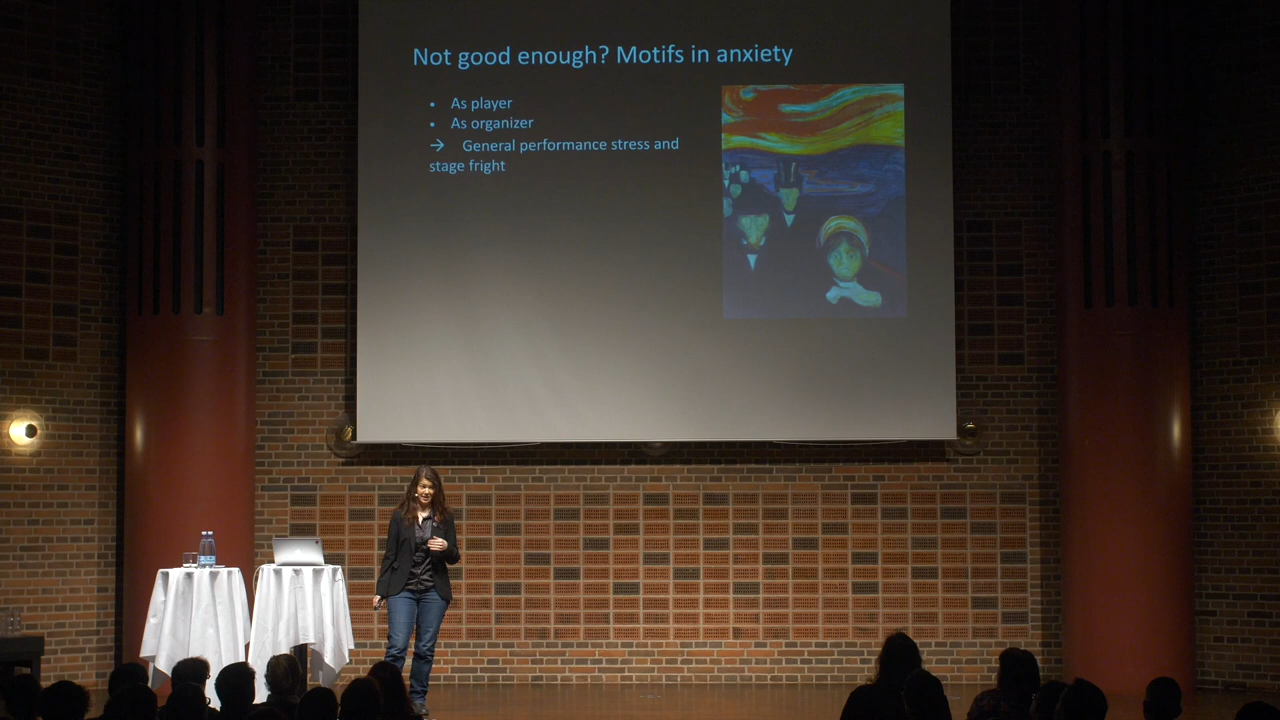 Not good enough? Motifs in anxiety
• As player
• As organizer
→ General performance stress and
stage fright